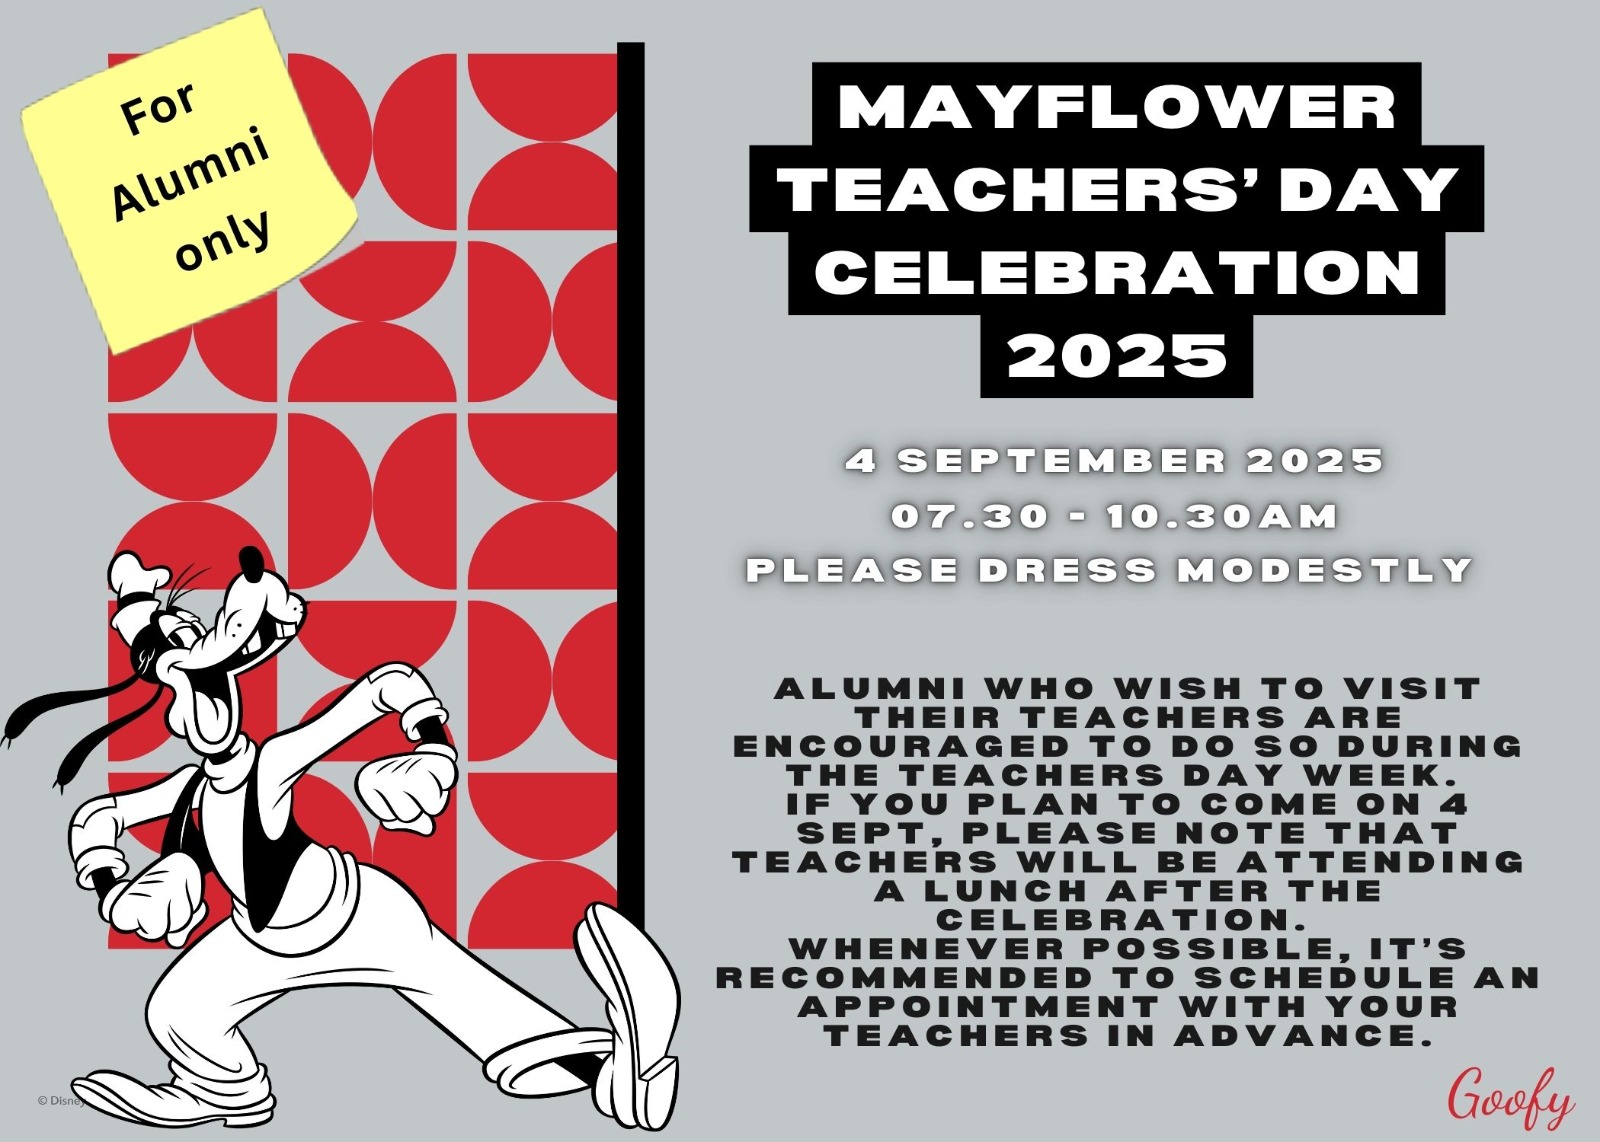 For
Alumni
only
MAYFLOWER
TEACHERS’ DAY
CELEBRATION
2025
4 SEPTEMBER 2025
07.30 - 10.30AM
PLEASE DRESS MODESTLY
ALUMNI WHO WISH TO VISIT
THEIR TEACHERS ARE
ENCOURAGED TO DO SO DURING
THE TEACHERS DAY WEEK.
IF YOU PLAN TO COME ON 4
SEPT, PLEASE NOTE THAT
TEACHERS WILL BE ATTENDING
A LUNCH AFTER THE
CELEBRATION.
WHENEVER POSSIBLE, IT’S
RECOMMENDED TO SCHEDULE AN
APPOINTMENT WITH YOUR
TEACHERS IN ADVANCE.
© Disney
Goofy